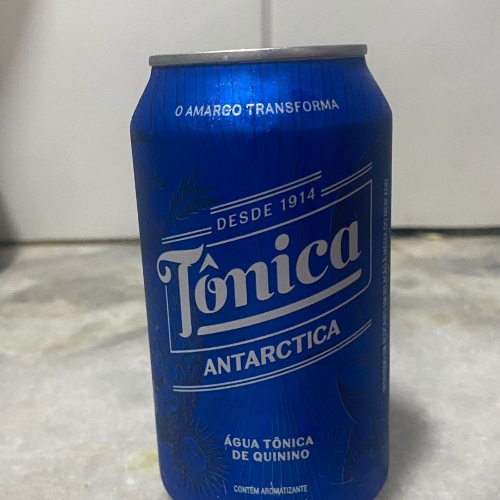 O AMARGO TRANSFORMA
DESDE 1914
Tônica
ANTARCTICA
ÁGUA TÔNICA
DE QUININO
CONTÉM AROMATIZANTE